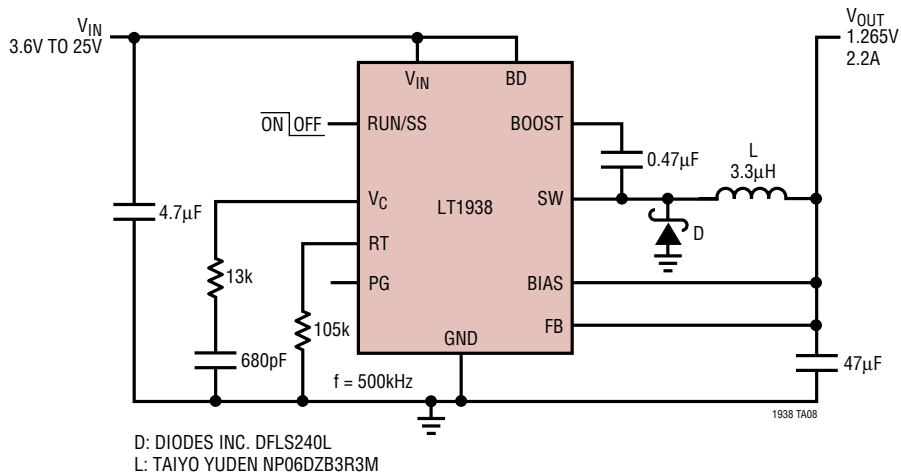 VIN
3.6V TO 25V
VOUT
1.265V
2.2A
VIN
BD
ON OFF
RUN/SS
BOOST
0.47µF
L
3.3µH
4.7µF
VC
LT1938
SW
D
RT
13k
PG
BIAS
105k
FB
GND
680pF
f = 500kHz
47µF
1938 TA08
D: DIODES INC. DFLS240L
L: TAIYO YUDEN NP06DZB3R3M